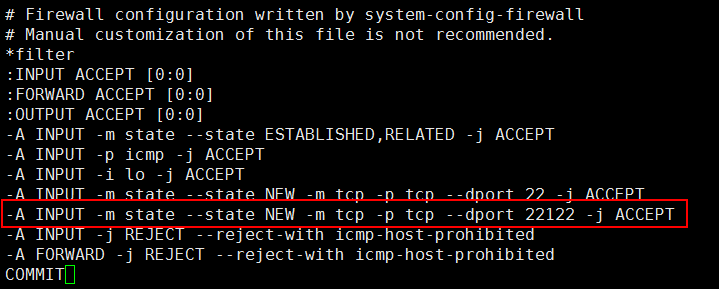 # Firewall configuration written by system-config-firewall
# Manual customization of this file is not recommended.
*filter
:INPUT ACCEPT [0:0]
:FORWARD ACCEPT [0:0]
:OUTPUT ACCEPT [0:0]
-A INPUT -m state --state ESTABLISHED,RELATED -j ACCEPT
-A INPUT -p icmp -j ACCEPT
-A INPUT -i lo -j ACCEPT
-A INPUT -m state --state NEW -m tcp -p tcp --dport 22 -j ACCEPT
-A INPUT -m state --state NEW -m tcp -p tcp --dport 22122 -j ACCEPT
-A INPUT -j REJECT --reject-with icmp-host-prohibited
-A FORWARD -j REJECT --reject-with icmp-host-prohibited
COMMIT